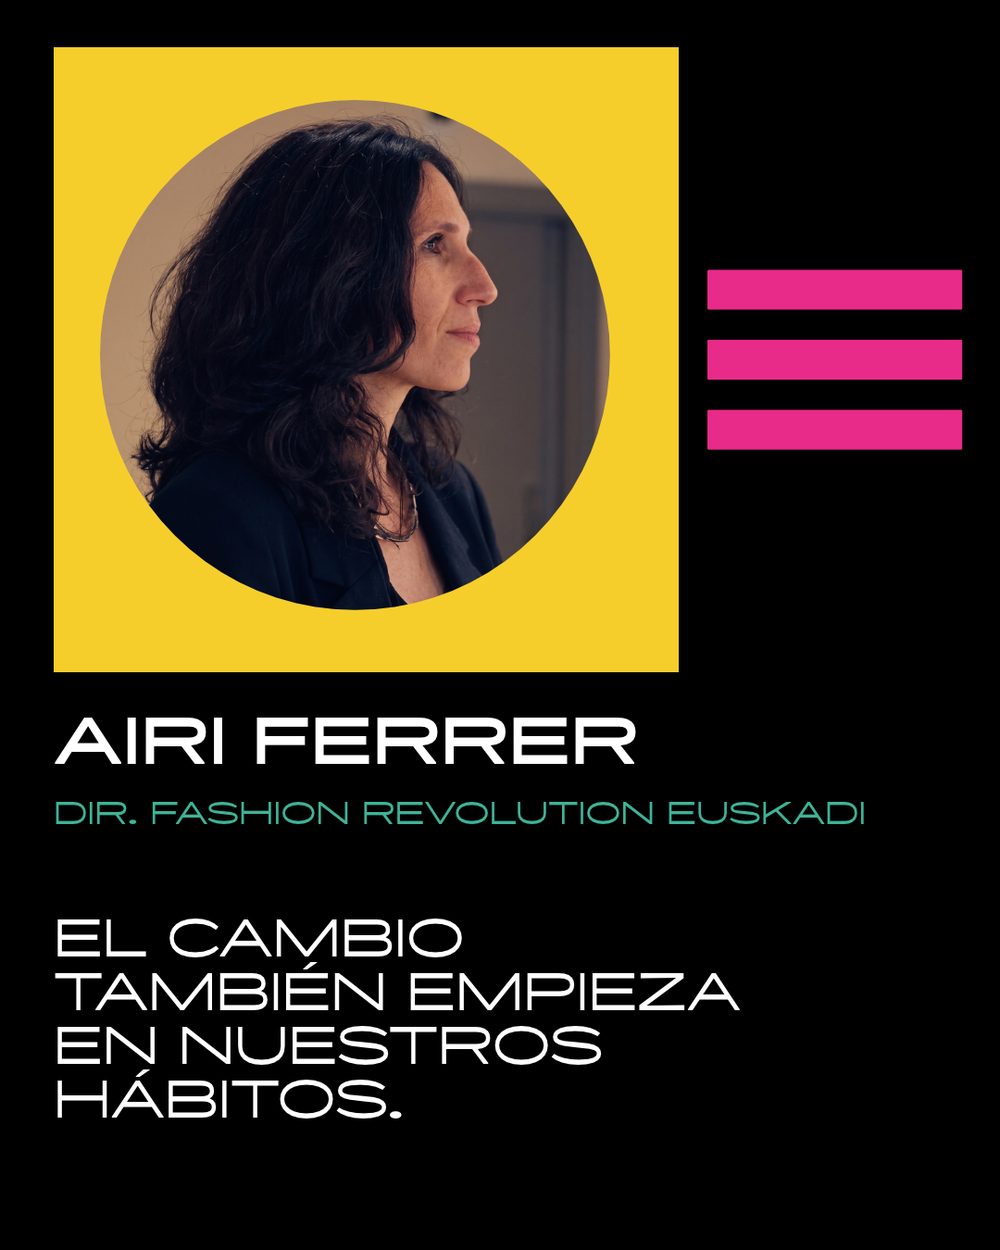 AIRI FERRER
DIR. FASHION REVOLUTION EUSKADI
EL CAMBIO
TAMBIÉN EMPIEZA
EN NUESTROS
HÁBITOS.